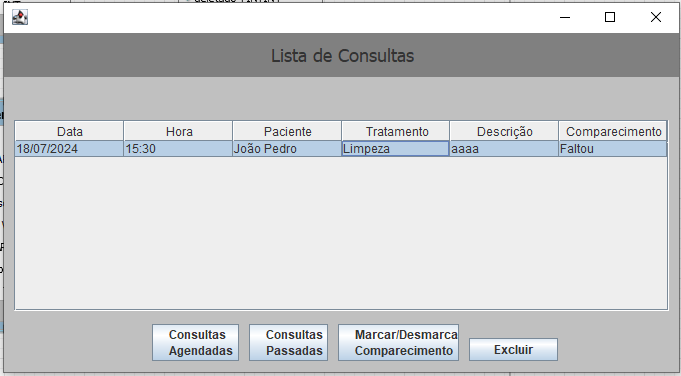 Lista de Consultas
Data Hora Paciente Tratamento Descrição Comparecimento
18/07/2024 15:30 João Pedro Limpeza aaaa Faltou
Consultas
Agendadas
Consultas
Passadas
Marcar/Desmarca
Comparecimento
Excluir